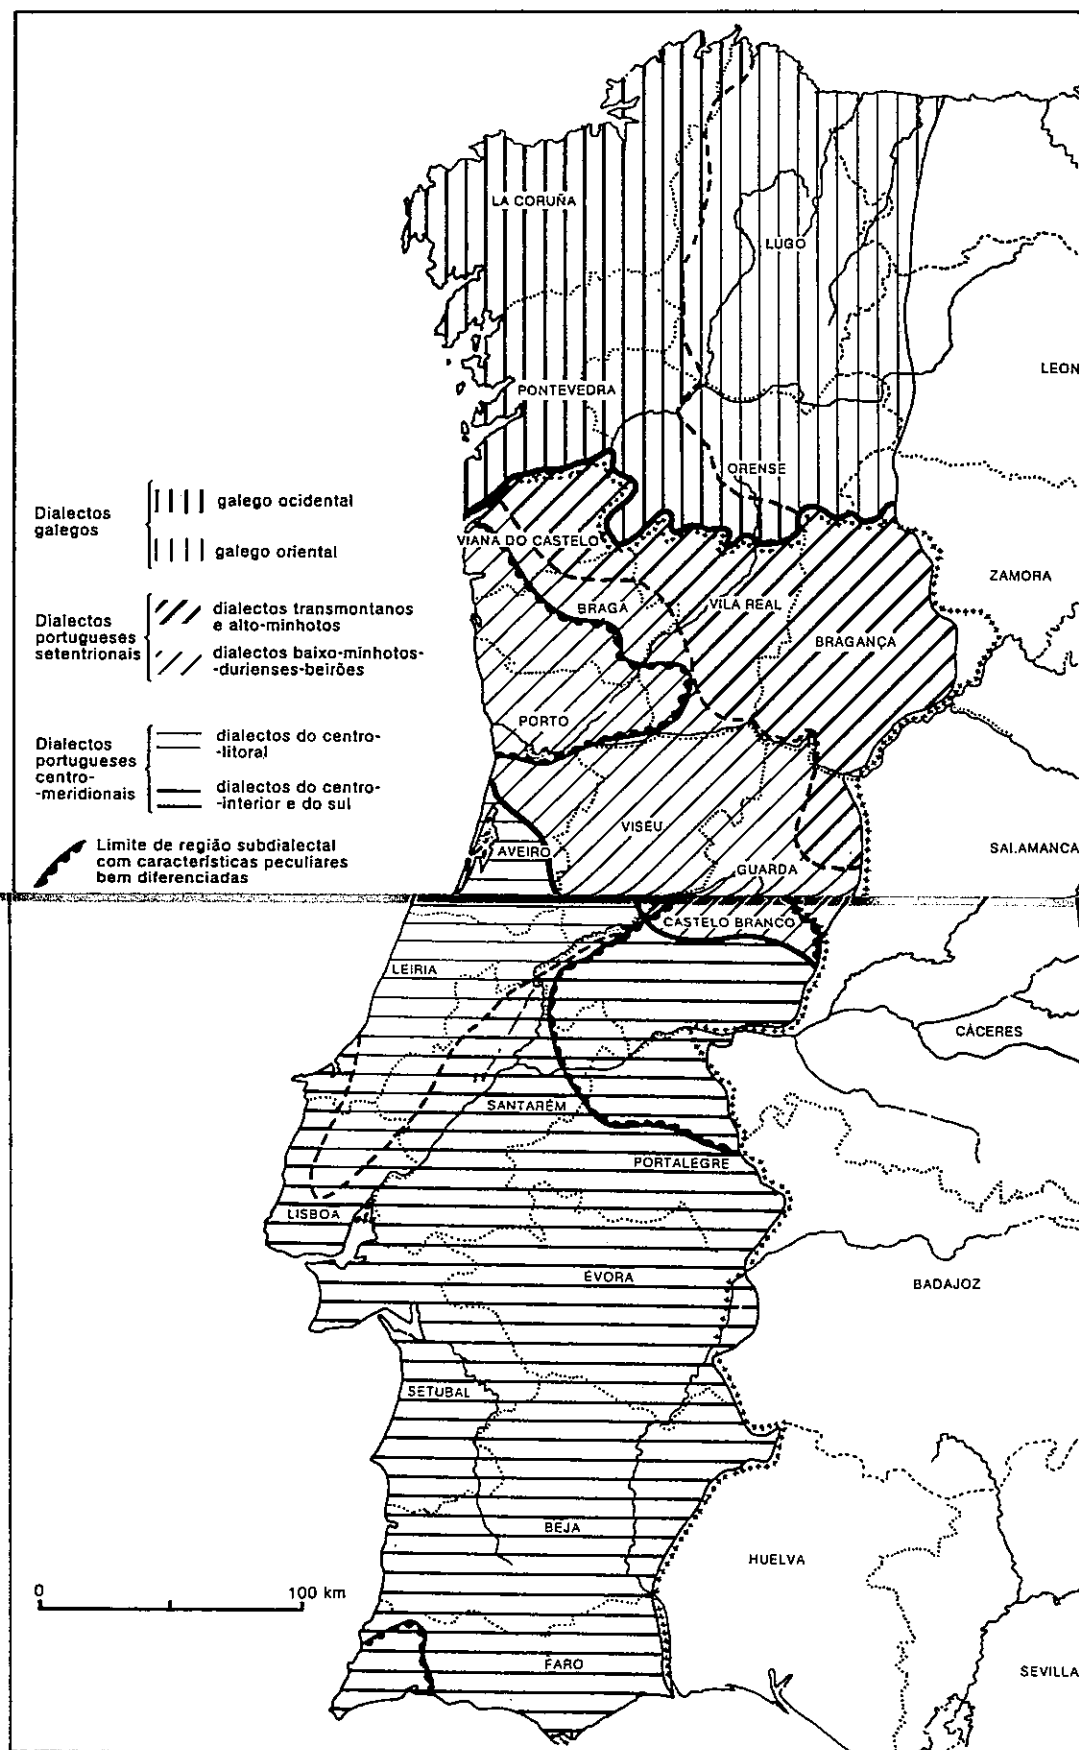 LA CORUÑA
LUGO
LEON
PONTEVEDRA
ORENSE
Dialectos
galegos
galego ocidental
galego oriental
VIANA DO CASTELO
ZAMORA
Dialectos
portugueses
setentrionais
dialectos transmontanos
e alto-minhotos
dialectos baixo-minhotos-
-durienses-beirões
BRAGA
VILA REAL
BRAGANÇA
PORTO
Dialectos
portugueses
centro-
-meridionais
dialectos do centro-
-litoral
dialectos do centro-
-interior e do sul
VISEU
AVEIRO
SALAMANCA
GUARDA
Limite de região subdialectal
com características peculiares
bem diferenciadas
CASTELO BRANCO
LEIRIA
CÁCERES
SANTARÉM
PORTALEGRE
LISBOA
ÉVORA
BADAJOZ
SETUBAL
BEJA
HUELVA
0
100 km
FARO
SEVILLA